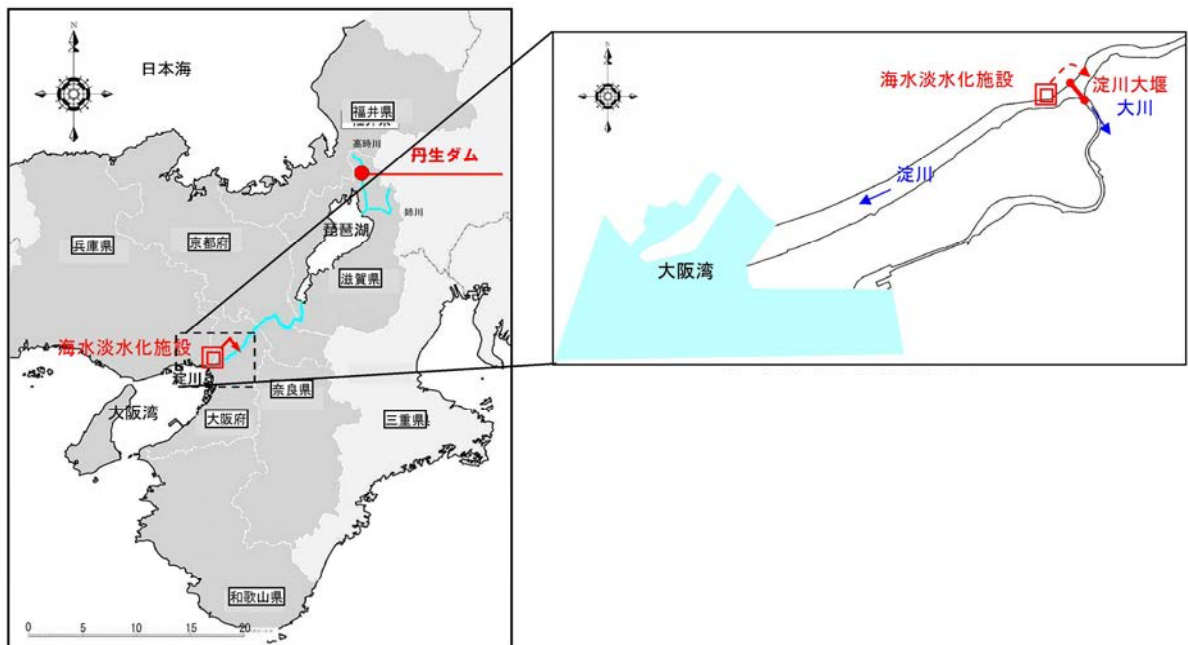 日本海
福井県
高時川
丹生ダム
姉川
琵琶湖
兵庫県
京都府
滋賀県
海水淡水化施設
淀川
奈良県
大阪湾
大阪府
三重県
和歌山県
0 5 10 15 20
海水淡水化施設
淀川大堰
大川
淀川
大阪湾